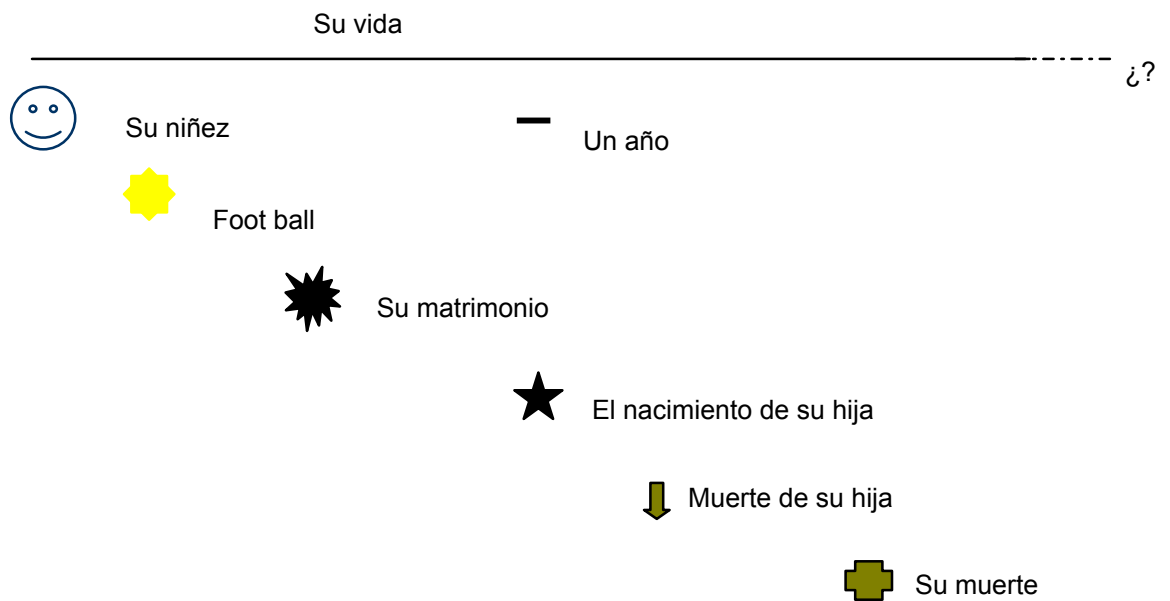 Su vida
¿?
Su niñez
Un año
Foot ball
Su matrimonio
El nacimiento de su hija
Muerte de su hija
Su muerte